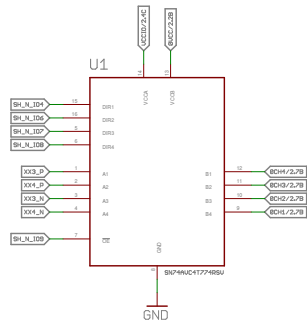 VCCIO/2.4C
BVCC/2.2B
U1
14
13
VCCA
VCCB
SH_N_IO4
15
DIR1
SH_N_IO6
16
DIR2
SH_N_IO7
5
DIR3
SH_N_IO8
6
DIR4
XX3_P
1
A1
B1
12
BCH4/2.7B
XX4_P
2
A2
B2
11
BCH3/2.7B
XX3_N
3
A3
B3
10
BCH2/2.7B
XX4_N
4
A4
B4
9
BCH1/2.7B
SH_N_IO9
7
OE
GND
8
SN74AVC4T774RSV
GND